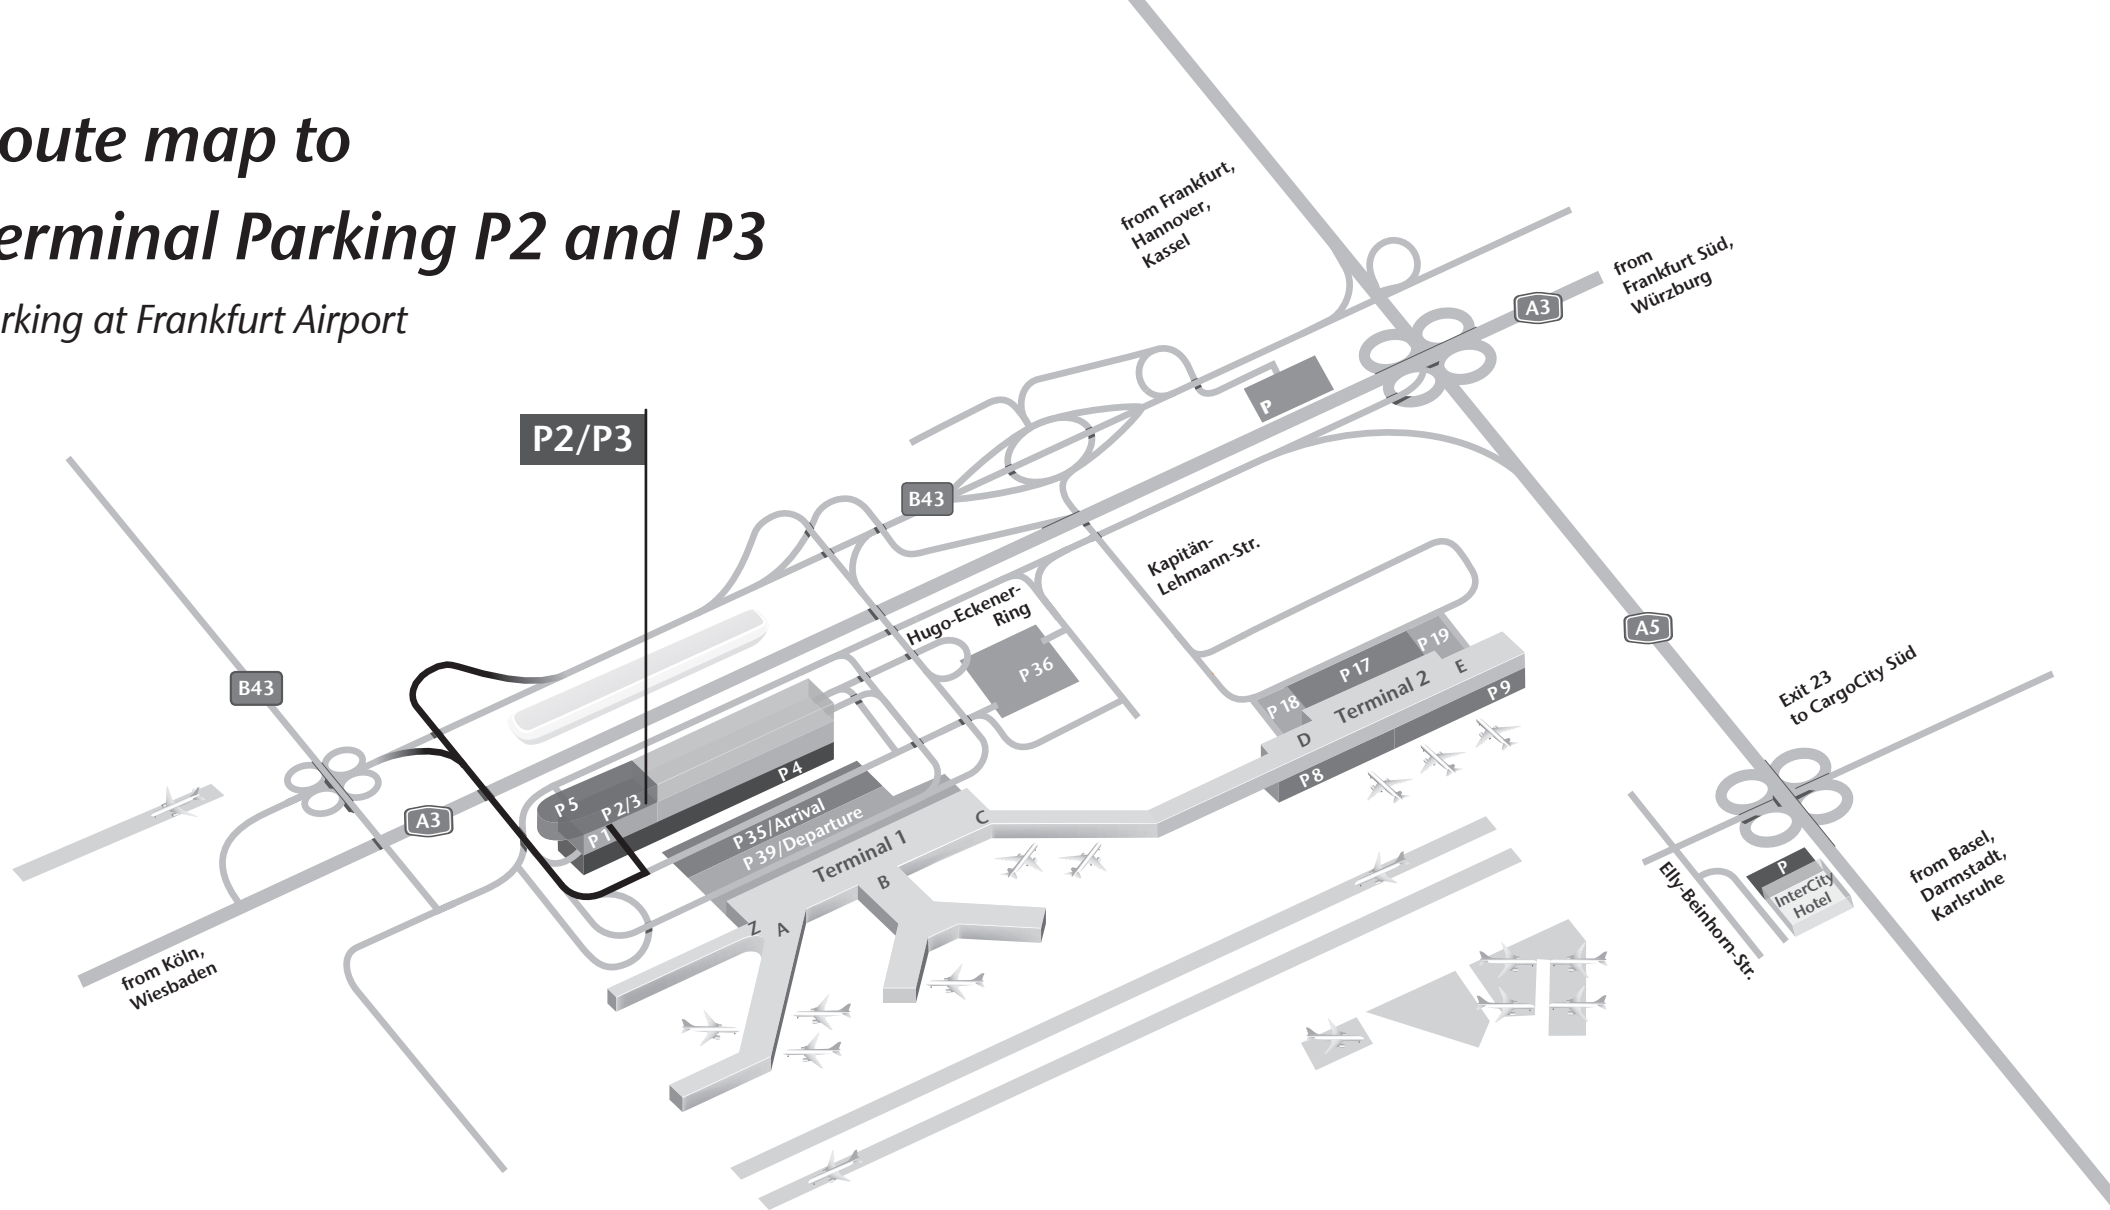 oute map to
erminal Parking P2 and P3
rking at Frankfurt Airport
from Frankfurt,
Hannover,
Kassel
from
Frankfurt Süd,
Würzburg
A3
P
P2/P3
B43
Kapitän-
Lehmann-Str.
Hugo-Eckener-
Ring
P 36
A5
B43
P 19
P 17
P 18
Terminal 2
E
D
P 9
P 8
Exit 23
to CargoCity Süd
P 4
P 5
P 2/3
P 1
A3
P 35/Arrival
P 39/Departure
Terminal 1
C
B
Z
A
from Köln,
Wiesbaden
P
InterCity
Hotel
Elly-Beinhorn-Str.
from Basel,
Darmstadt,
Karlsruhe